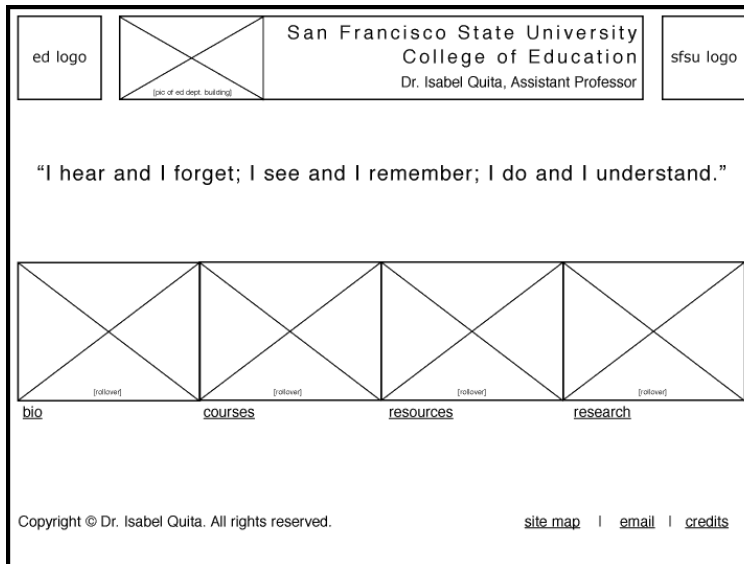 ed logo
San Francisco State University
College of Education
Dr. Isabel Quita, Assistant Professor
[pic of ed dept. building]
sfsu logo
“I hear and I forget; I see and I remember; I do and I understand.”
[rollover] [rollover] [rollover] [rollover]
bio courses resources research
Copyright © Dr. Isabel Quita. All rights reserved. site map | email | credits